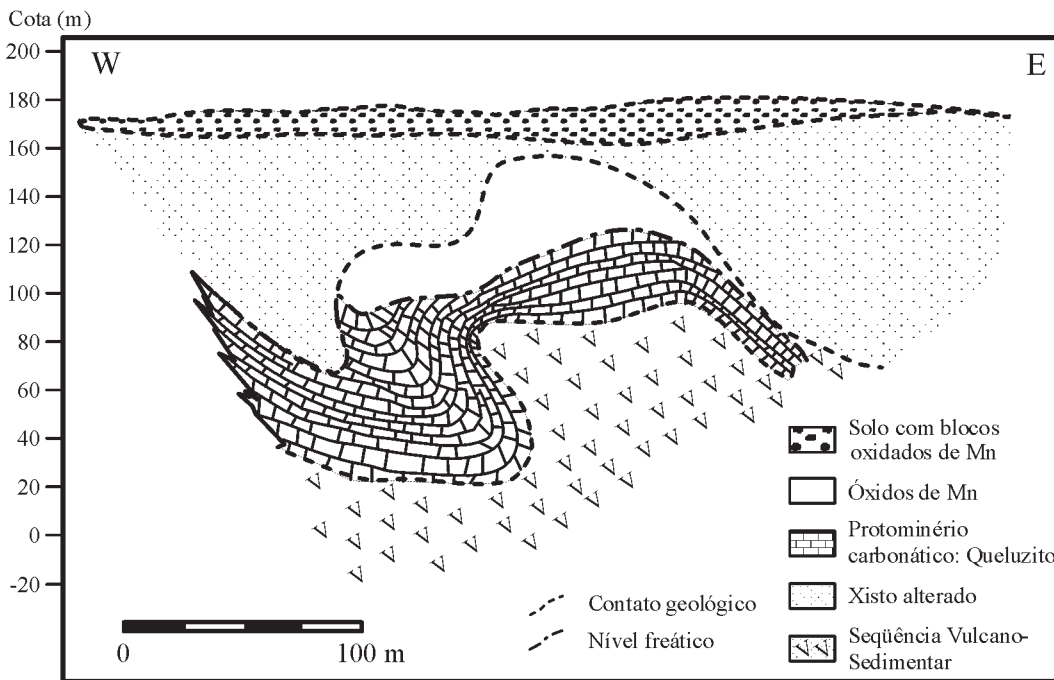 Cota (m)
200
180
160
140
120
100
80
60
40
20
0
-20
W
E
0
100 m
Contato geológico
Nível freático
Solo com blocos
oxidados de Mn
Óxidos de Mn
Protominério
carbonático: Queluzito
Xisto alterado
Seqüência Vulcano-
Sedimentar